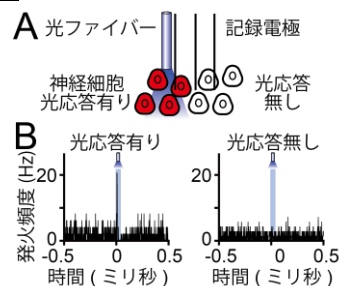 A 光ファイバー 記録電極
神経細胞
光応答有り
光応答
無し
B 光応答有り 光応答無し
発火頻度 (Hz)
20
0
-0.5 0 0.5
時間 ( ミリ秒 )
20
0
-0.5 0 0.5
時間 ( ミリ秒 )